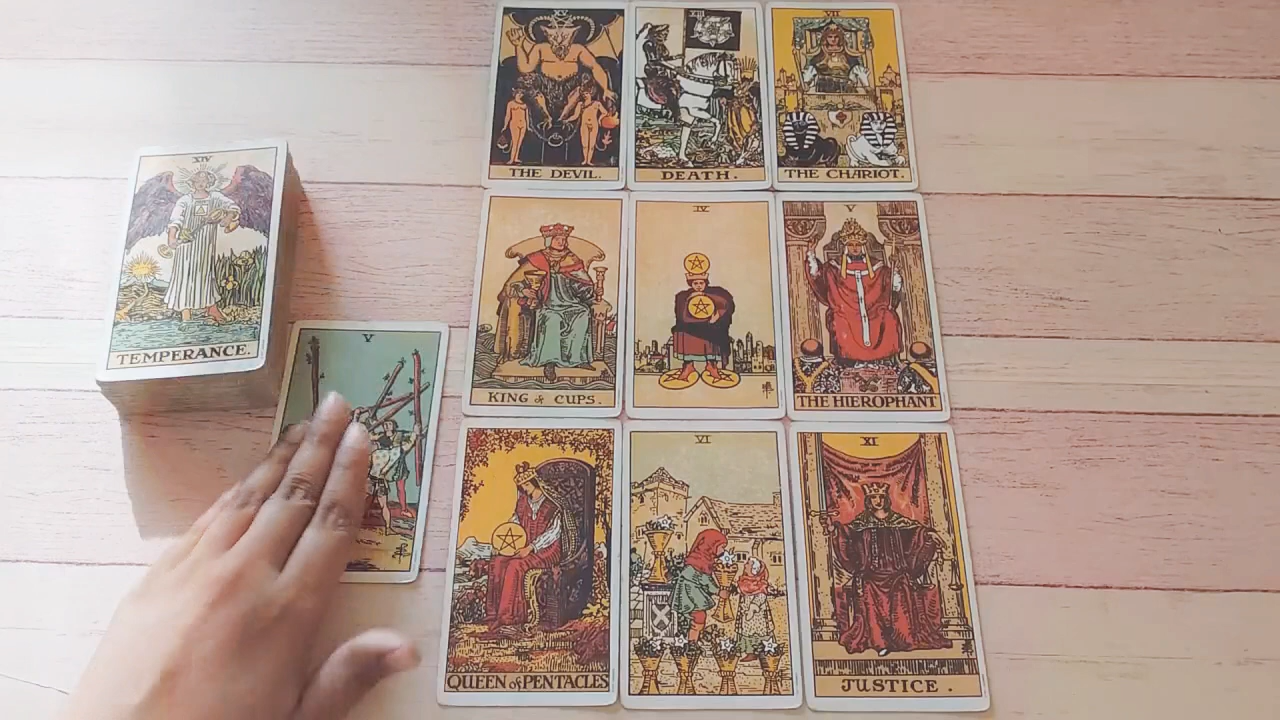 XV
THE DEVIL.
XIII
DEATH.
VII
THE CHARIOT.
XIV
TEMPERANCE.
V
KING of CUPS.
IV
V
THE HIEROPHANT
QUEEN of PENTACLES
VI
XI
JUSTICE.